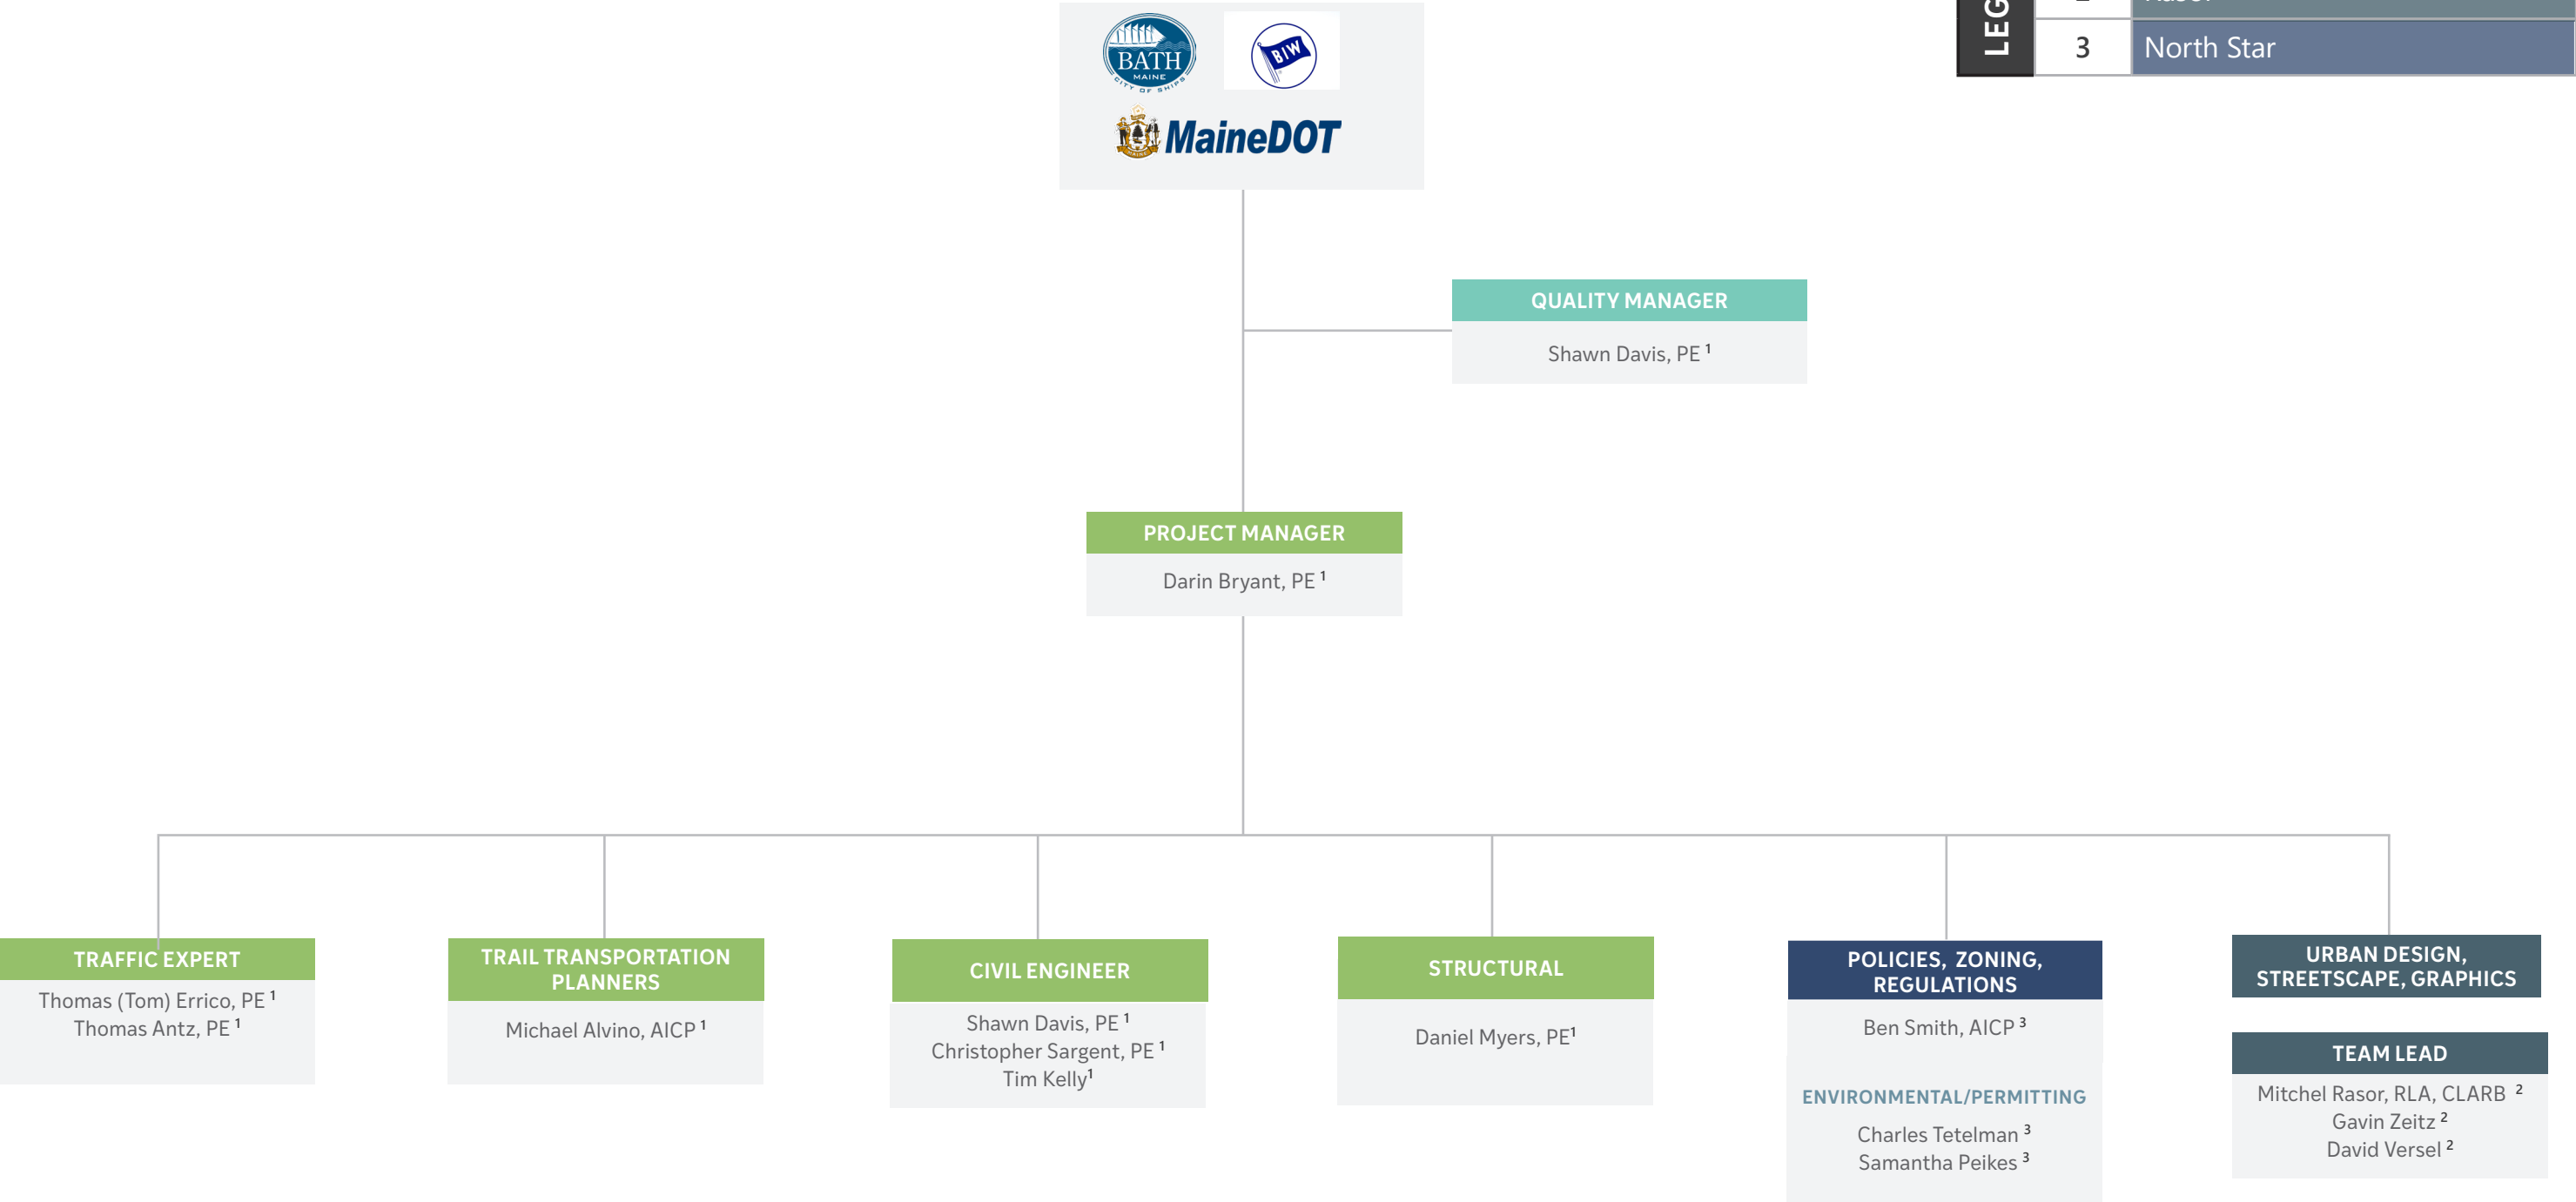 LEG
3 North Star
BATH
MAINE
CITY OF SHIPS
BIW
MaineDOT
QUALITY MANAGER
Shawn Davis, PE 1
PROJECT MANAGER
Darin Bryant, PE 1
TRAFFIC EXPERT
Thomas (Tom) Errico, PE 1
Thomas Antz, PE 1
TRAIL TRANSPORTATION
PLANNERS
Michael Alvino, AICP 1
CIVIL ENGINEER
Shawn Davis, PE 1
Christopher Sargent, PE 1
Tim Kelly1
STRUCTURAL
Daniel Myers, PE1
POLICIES, ZONING,
REGULATIONS
Ben Smith, AICP 3
ENVIRONMENTAL/PERMITTING
Charles Tetelman 3
Samantha Peikes 3
URBAN DESIGN,
STREETSCAPE, GRAPHICS
TEAM LEAD
Mitchel Rasor, RLA, CLARB 2
Gavin Zeitz 2
David Versel 2